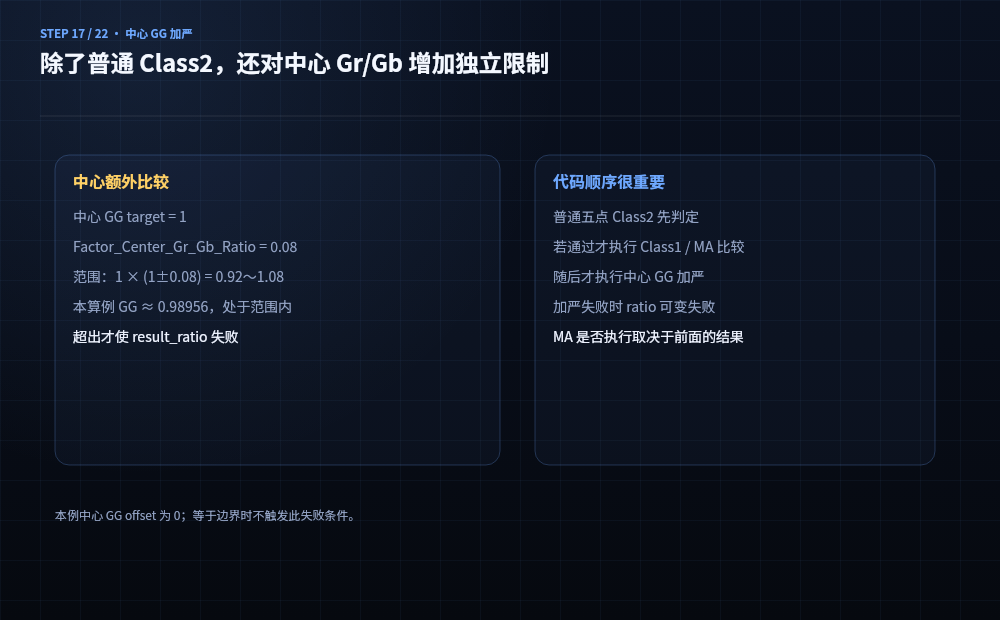 STEP 17 / 22 · 中心 GG 加严
除了普通 Class2，还对中心 Gr/Gb 增加独立限制
中心额外比较
中心 GG target = 1
Factor_Center_Gr_Gb_Ratio = 0.08
范围：1 × (1±0.08) = 0.92～1.08
本算例 GG ≈ 0.98956，处于范围内
超出才使 result_ratio 失败
代码顺序很重要
普通五点 Class2 先判定
若通过才执行 Class1 / MA 比较
随后才执行中心 GG 加严
加严失败时 ratio 可变失败
MA 是否执行取决于前面的结果
本例中心 GG offset 为 0；等于边界时不触发此失败条件。